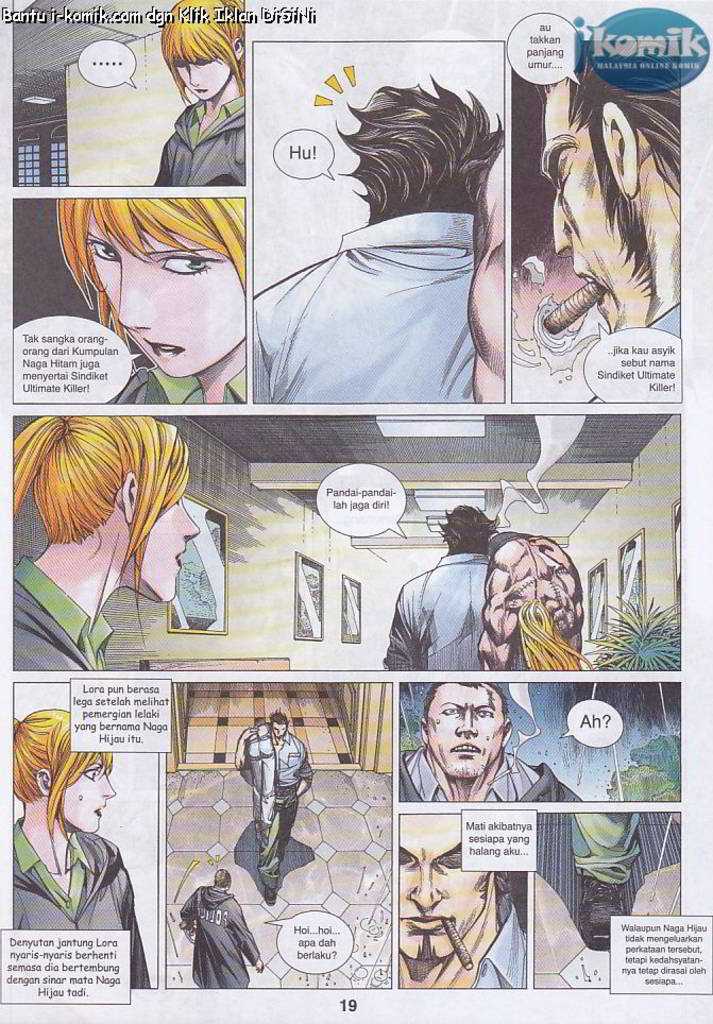 Bantu i-komik.com dgn Klik Iklan DiSiNi
i komik
MALAYSIA ONLINE KOMIK
.....
Hu!
au
takkan
panjang
umur....
Tak sangka orang-
orang dari Kumpulan
Naga Hitam juga
menyertai Sindiket
Ultimate Killer!
..jika kau asyik
sebut nama
Sindiket Ultimate
Killer!
Pandai-pandai-
lah jaga diri!
Lora pun berasa
lega setelah melihat
pemergian lelaki
yang bernama Naga
Hijau itu.
Denyutan jantung Lora
nyaris-nyaris berhenti
semasa dia bertembung
dengan sinar mata Naga
Hijau tadi.
POLIS
Hoi...hoi...
apa dah
berlaku?
Ah?
Mati akibatnya
sesiapa yang
halang aku...
Walaupun Naga Hijau
tidak mengeluarkan
perkataan tersebut,
tetapi kedahsyatan-
nya tetap dirasai oleh
sesiapa...
19